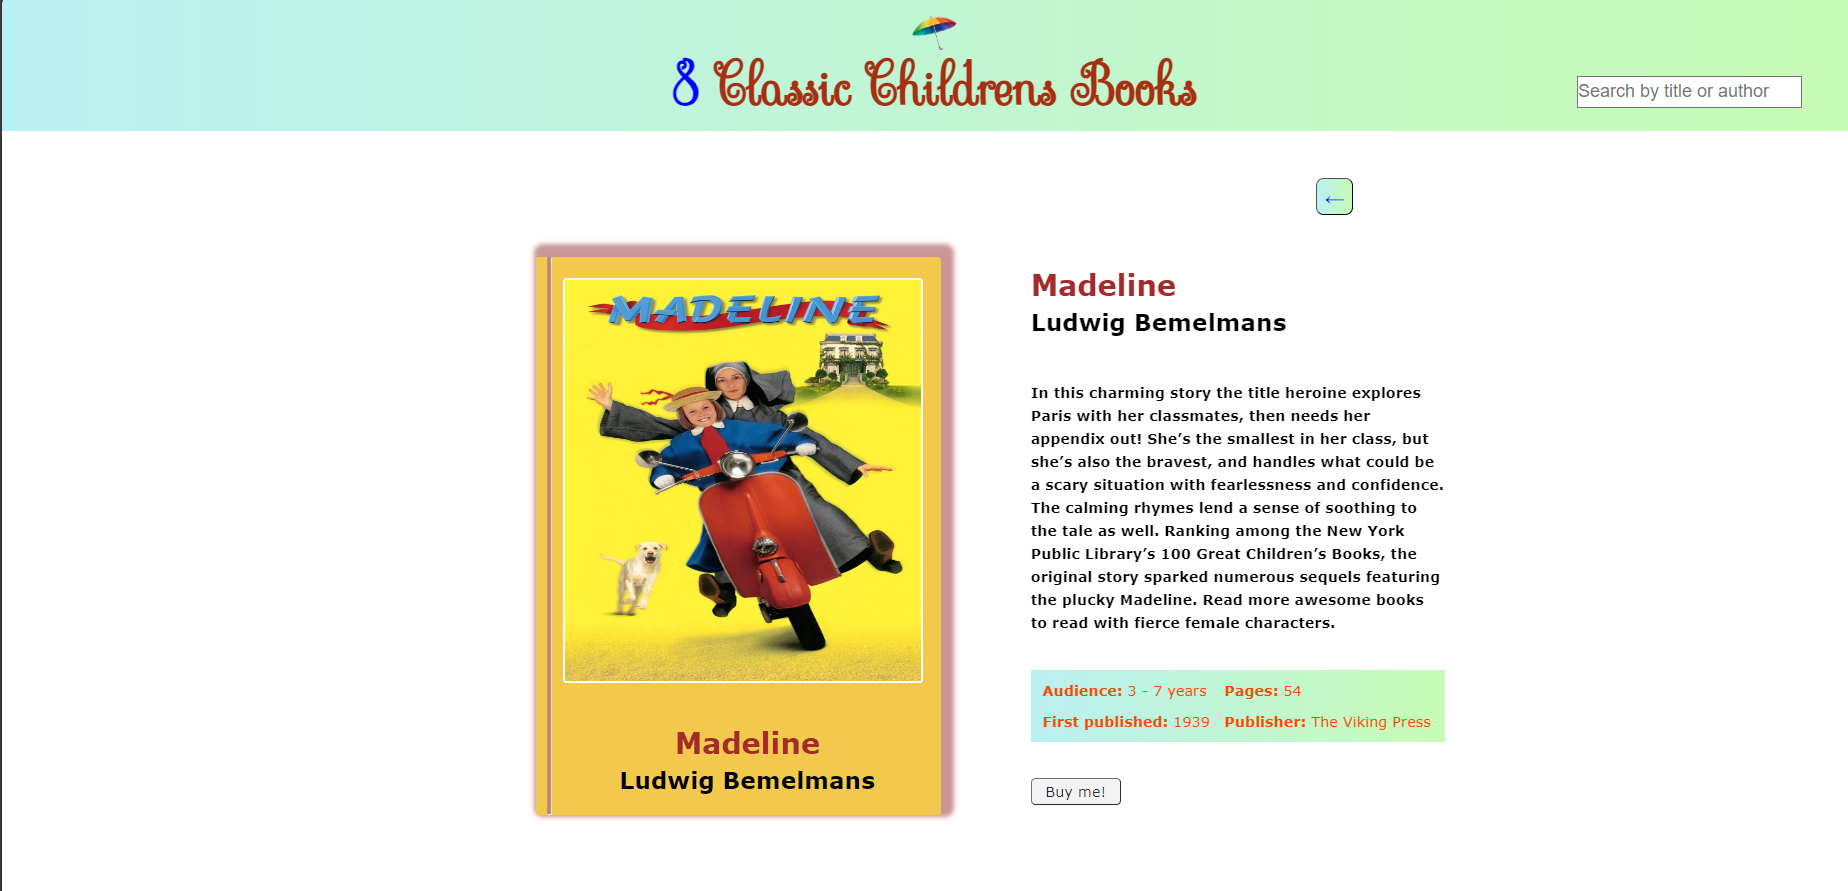 8 Classic Childrens Books
Search by title or author
←
MADELINE
Madeline
Ludwig Bemelmans
Madeline
Ludwig Bemelmans
In this charming story the title heroine explores
Paris with her classmates, then needs her
appendix out! She’s the smallest in her class, but
she’s also the bravest, and handles what could be
a scary situation with fearlessness and confidence.
The calming rhymes lend a sense of soothing to
the tale as well. Ranking among the New York
Public Library’s 100 Great Children’s Books, the
original story sparked numerous sequels featuring
the plucky Madeline. Read more awesome books
to read with fierce female characters.
Audience: 3 - 7 years Pages: 54
First published: 1939 Publisher: The Viking Press
Buy me!